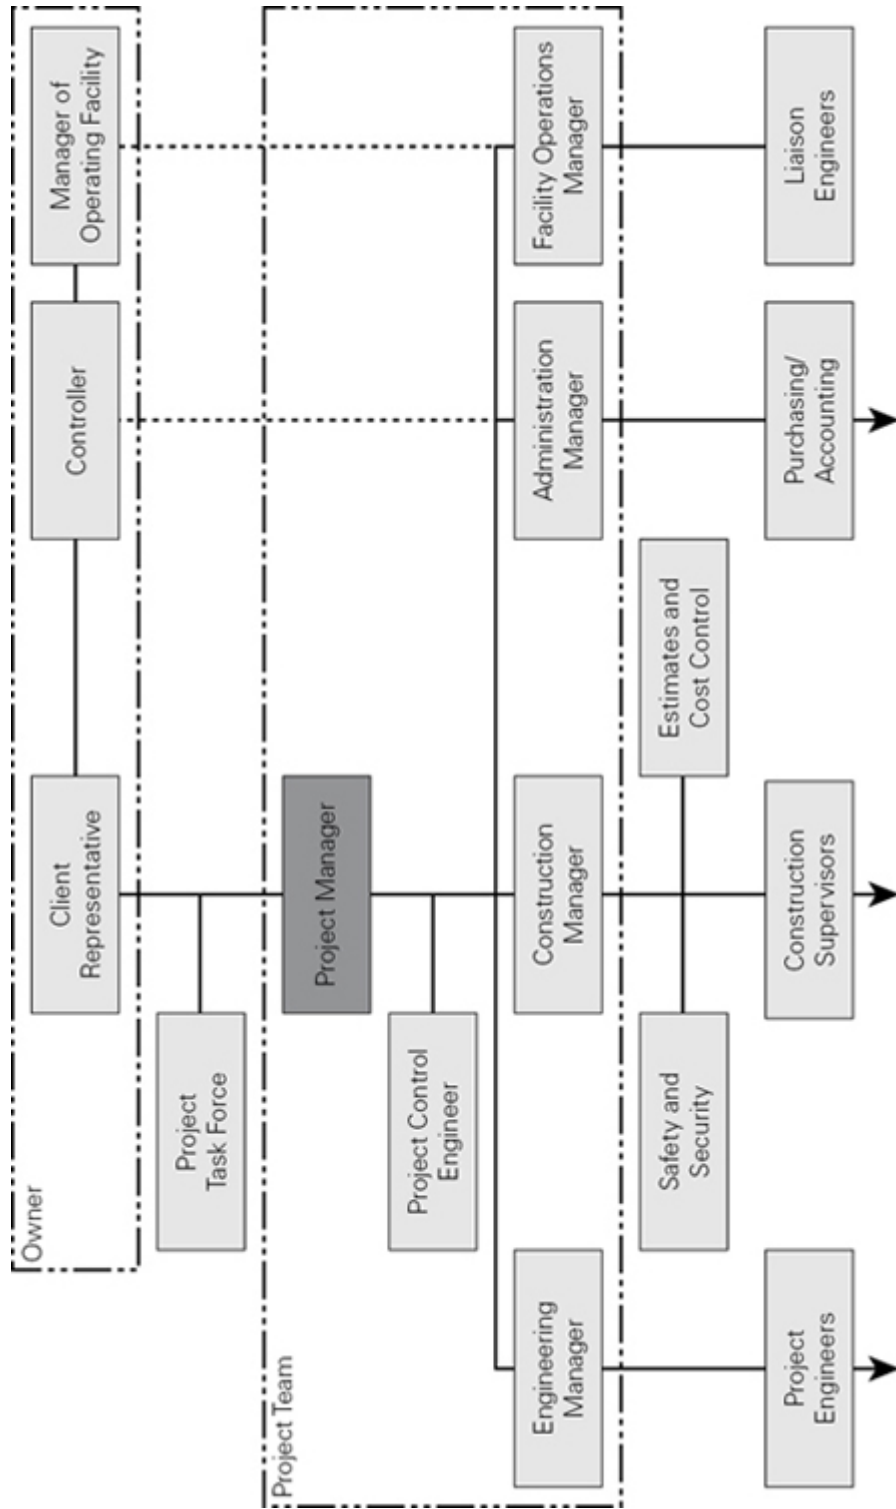 Owner
Client
Representative
Controller
Manager of
Operating Facility
Project
Task Force
Project Team
Project Manager
Project Control
Engineer
Engineering
Manager
Construction
Manager
Administration
Manager
Facility Operations
Manager
Safety and
Security
Estimates and
Cost Control
Project
Engineers
Construction
Supervisors
Purchasing/
Accounting
Liaison
Engineers